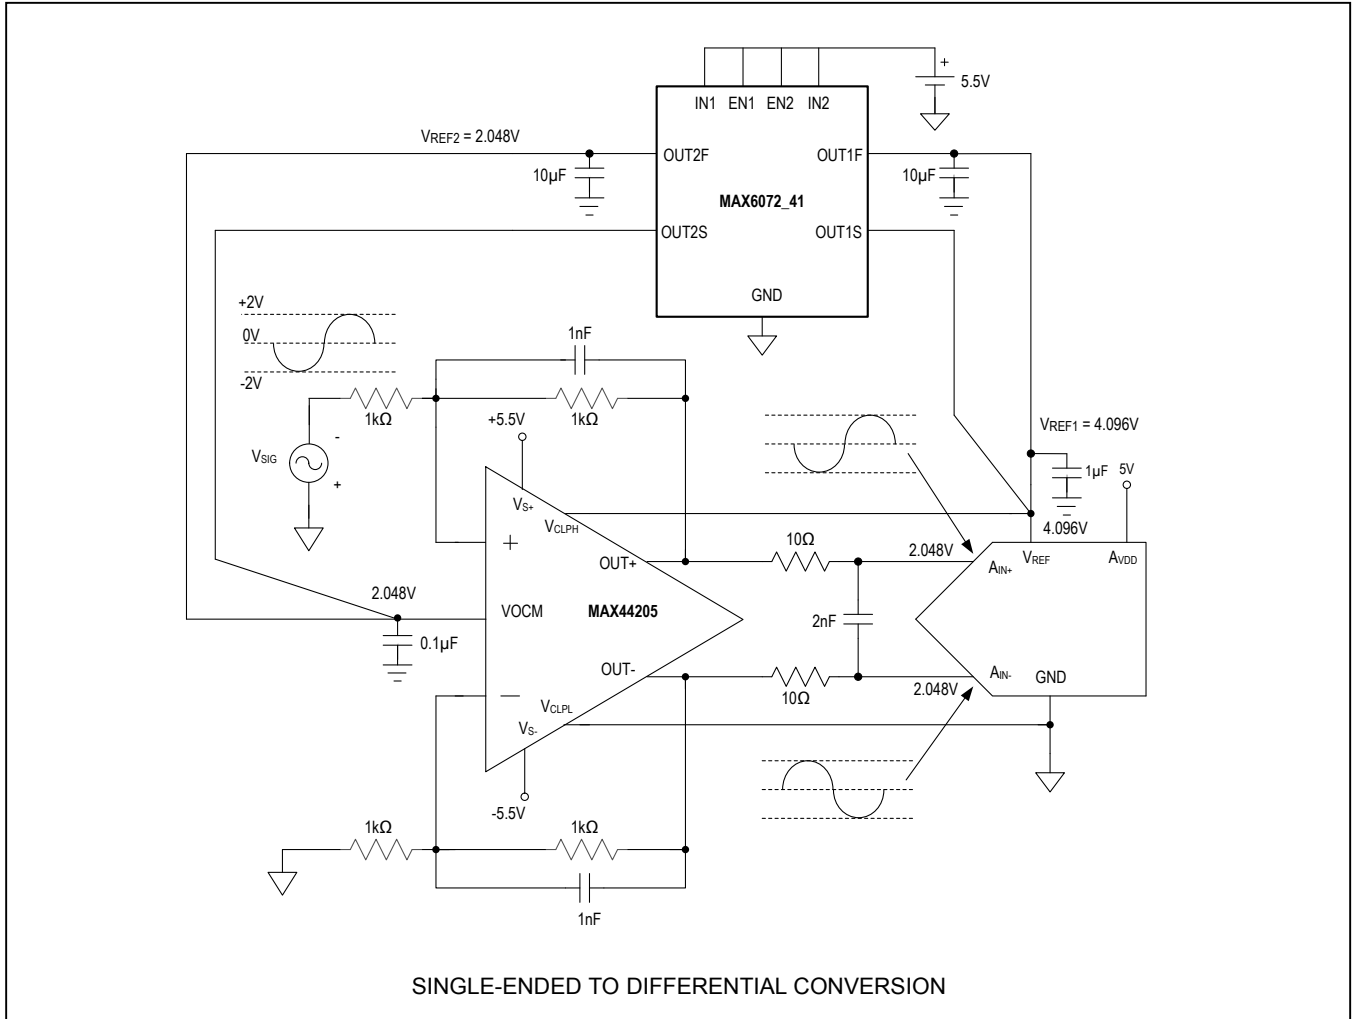 IN1 EN1 EN2 IN2
+
5.5V
VREF2 = 2.048V
OUT2F
OUT1F
10µF
10µF
MAX6072_41
OUT2S
OUT1S
GND
+2V
0V
-2V
1nF
1kΩ
1kΩ
+5.5V
VREF1 = 4.096V
VSIG
-
+
1µF
5V
VS+
VCLPH
4.096V
+
10Ω
2.048V
VREF
AVDD
OUT+
AIN+
2.048V
VOCM
MAX44205
2nF
0.1µF
OUT-
AIN-
GND
10Ω
2.048V
—
VCLPL
VS-
-5.5V
1kΩ
1kΩ
1nF
SINGLE-ENDED TO DIFFERENTIAL CONVERSION